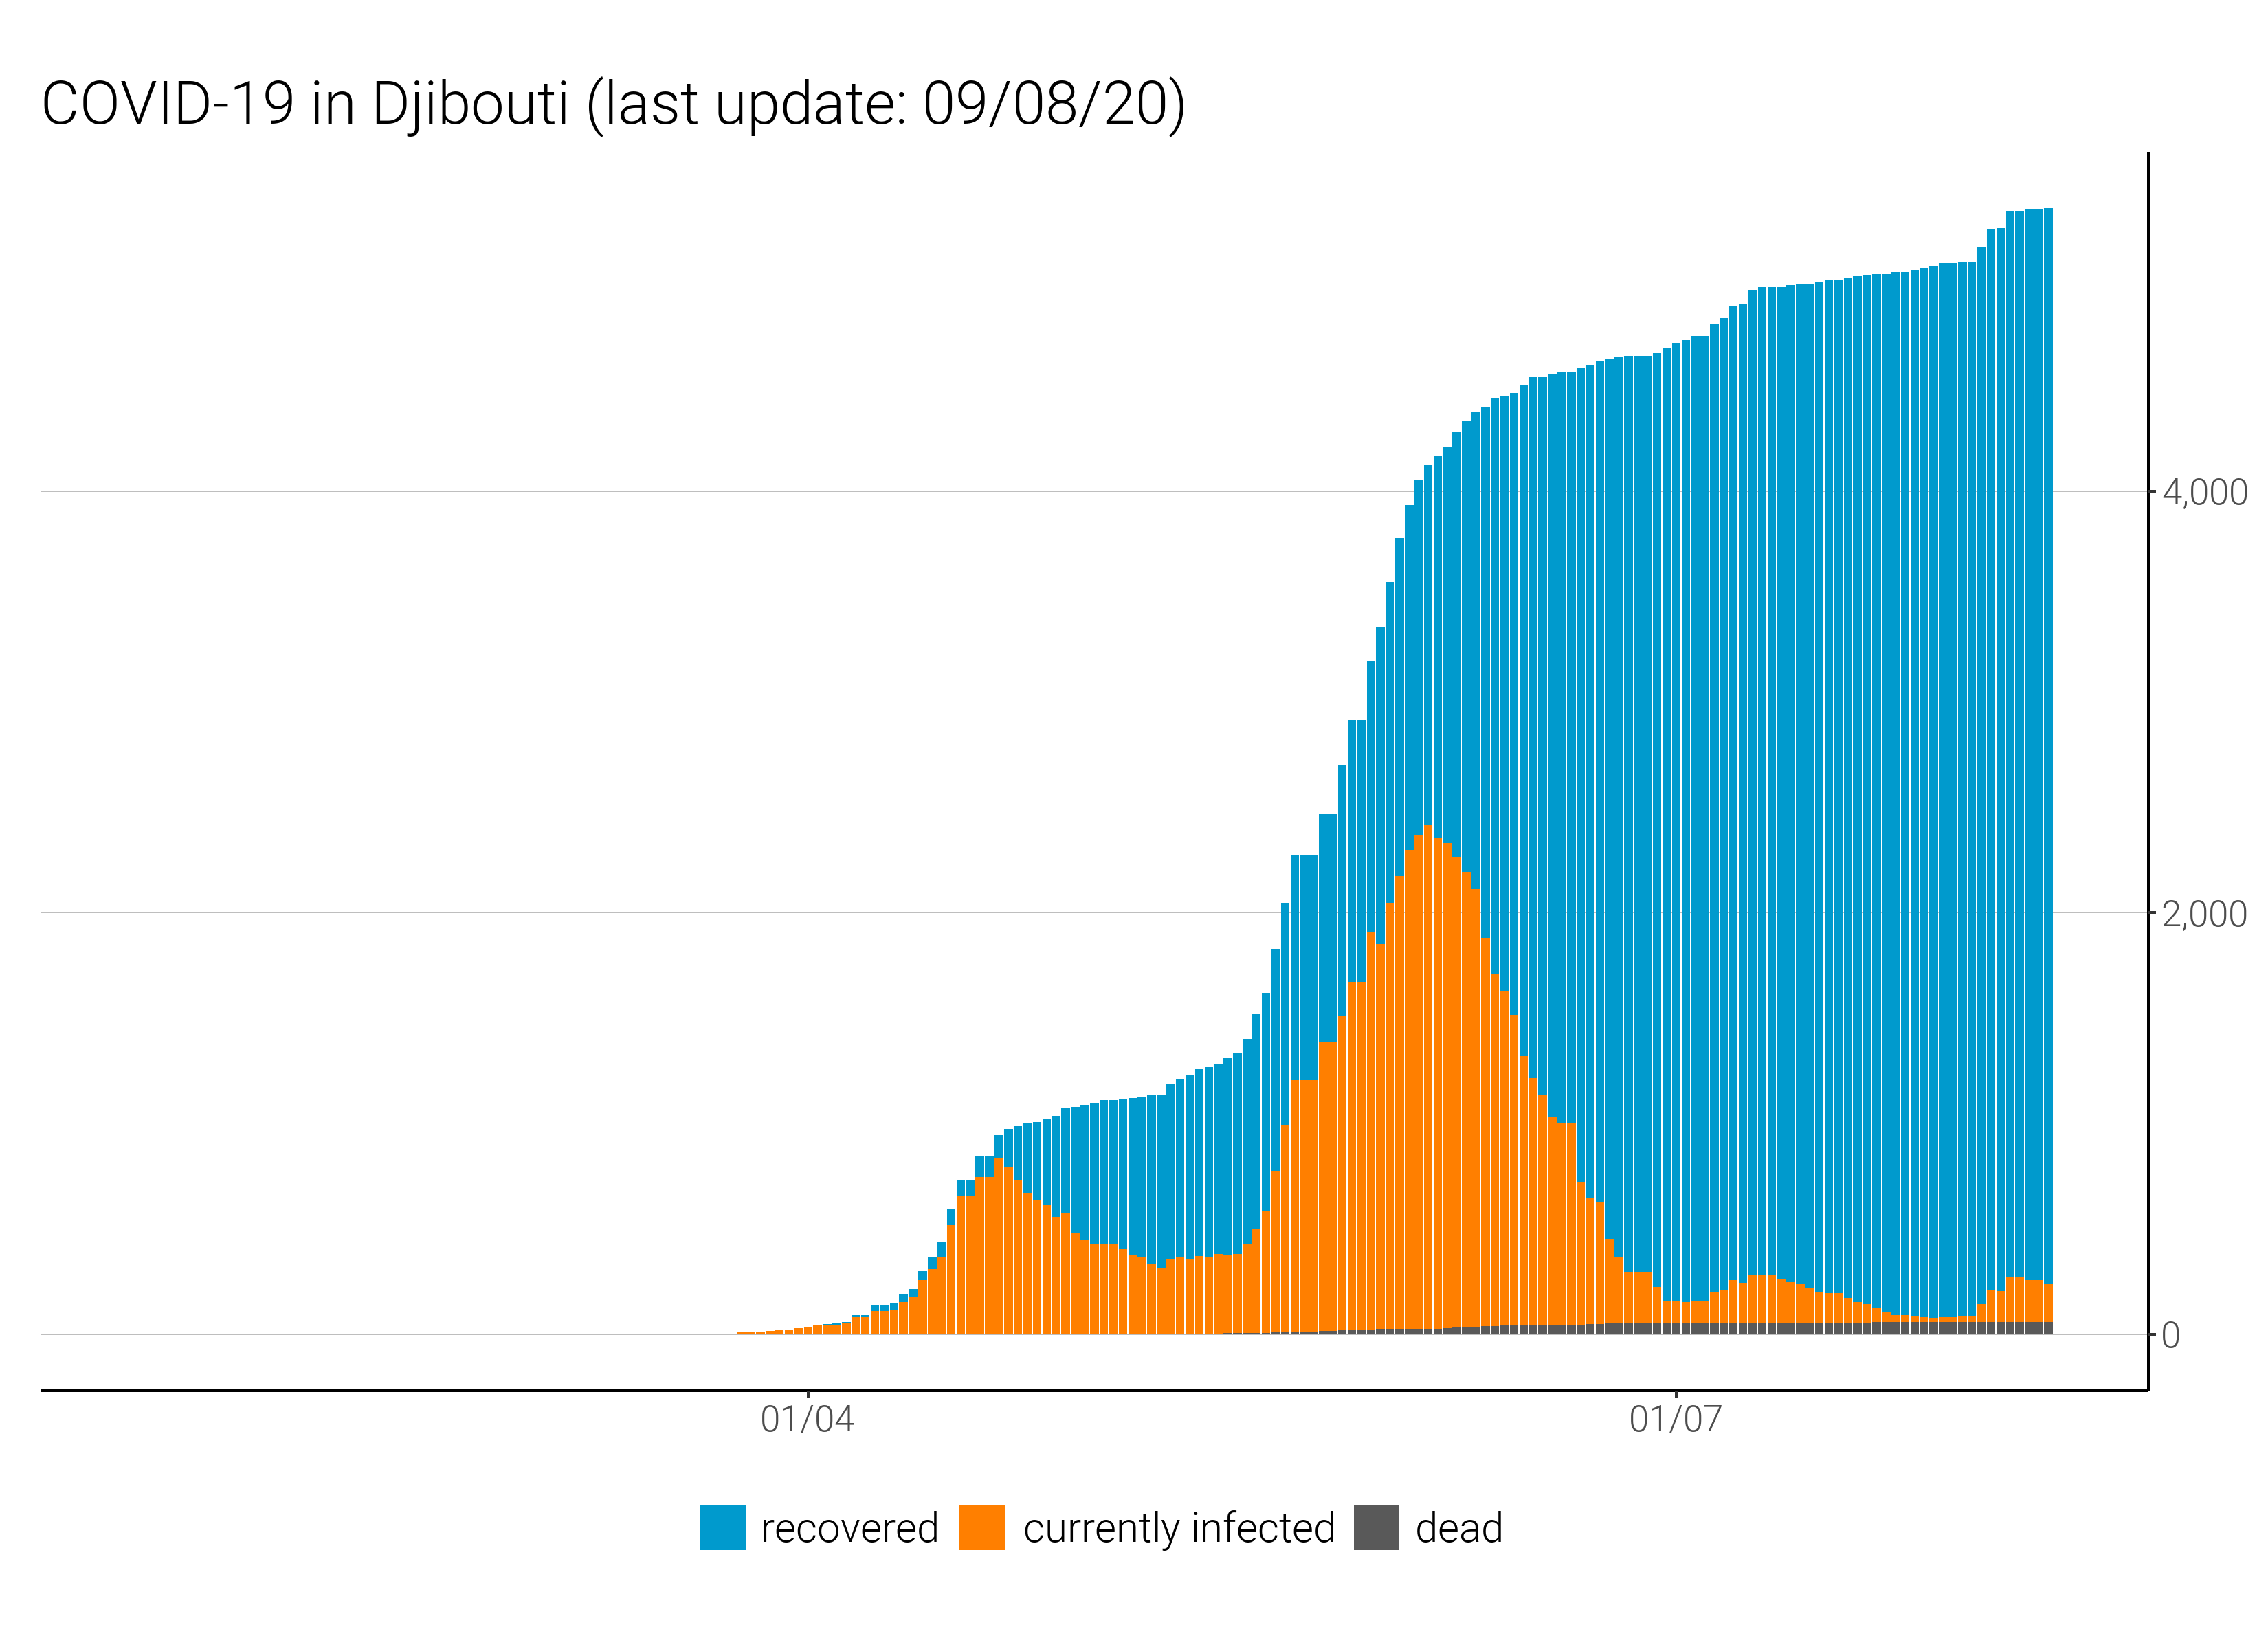 COVID-19 in Djibouti (last update: 09/08/20)
4,000
2,000
0
01/04 01/07
recovered currently infected dead